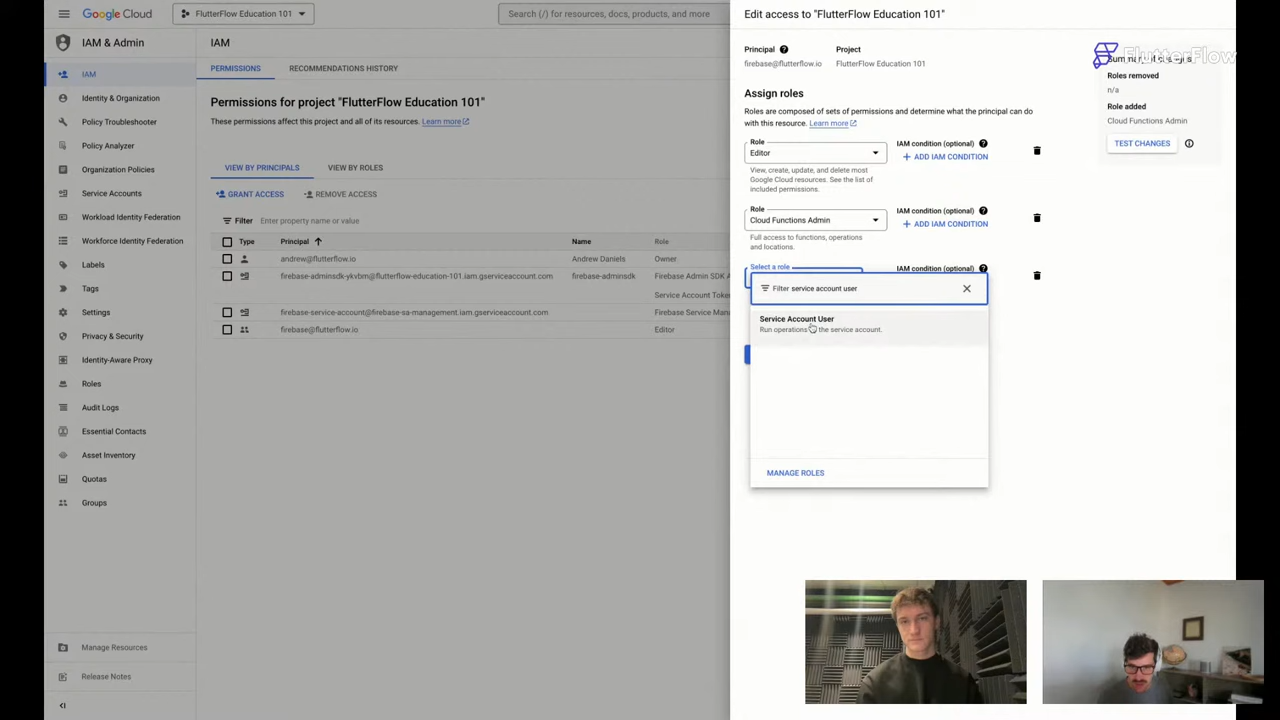 Google Cloud
FlutterFlow Education 101
Search (/) for resources, docs, products, and more
IAM & Admin
IAM
Identity & Organization
Policy Troubleshooter
Policy Analyzer
Organization Policies
Service Accounts
Workload Identity Federation
Workforce Identity Federation
Labels
Tags
Settings
Privacy & Security
Identity-Aware Proxy
Roles
Audit Logs
Essential Contacts
Asset Inventory
Quotas
Groups
Manage Resources
Release Notes
IAM
PERMISSIONS
RECOMMENDATIONS HISTORY
Permissions for project "FlutterFlow Education 101"
These permissions affect this project and all of its resources. Learn more
VIEW BY PRINCIPALS
VIEW BY ROLES
GRANT ACCESS
REMOVE ACCESS
Filter Enter property name or value
Type Principal Name Role
andrew@flutterflow.io Andrew Daniels Owner
firebase-adminsdk-ykvbm@flutterflow-education-101.iam.gserviceaccount.com firebase-adminsdk Firebase Admin SDK A
Service Account Token
firebase-service-account@firebase-sa-management.iam.gserviceaccount.com Firebase Service Man
firebase@flutterflow.io Editor
Edit access to "FlutterFlow Education 101"
Principal
Project
firebase@flutterflow.io
FlutterFlow Education 101
FlutterFlow
Assign roles
Roles are composed of sets of permissions and determine what the principal can do
with this resource. Learn more
Role
Editor
IAM condition (optional)
+ ADD IAM CONDITION
View, create, update, and delete most
Google Cloud resources. See the list of
included permissions.
Role
Cloud Functions Admin
IAM condition (optional)
+ ADD IAM CONDITION
Full access to functions, operations
and locations.
Select a role
IAM condition (optional)
Filter service account user
Service Account User
Run operations the service account.
MANAGE ROLES
Roles removed
n/a
Role added
Cloud Functions Admin
TEST CHANGES